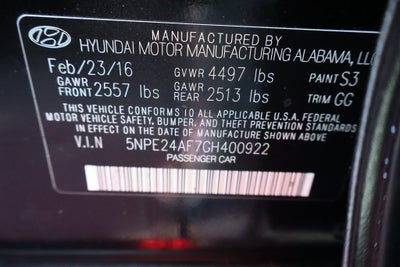 MANUFACTURED BY
HYUNDAI MOTOR MANUFACTURING ALABAMA, LLC
Feb/23/16 GVWR 4497 lbs PAINT S3
GAWR FRONT 2557 lbs GAWR REAR 2513 lbs TRIM GG
THIS VEHICLE CONFORMS TO ALL APPLICABLE U.S.A. FEDERAL
MOTOR VEHICLE SAFETY, BUMPER, AND THEFT PREVENTION STANDARDS
IN EFFECT ON THE DATE OF MANUFACTURE SHOWN ABOVE
V.I.N 5NPE24AF7GH400922
PASSENGER CAR